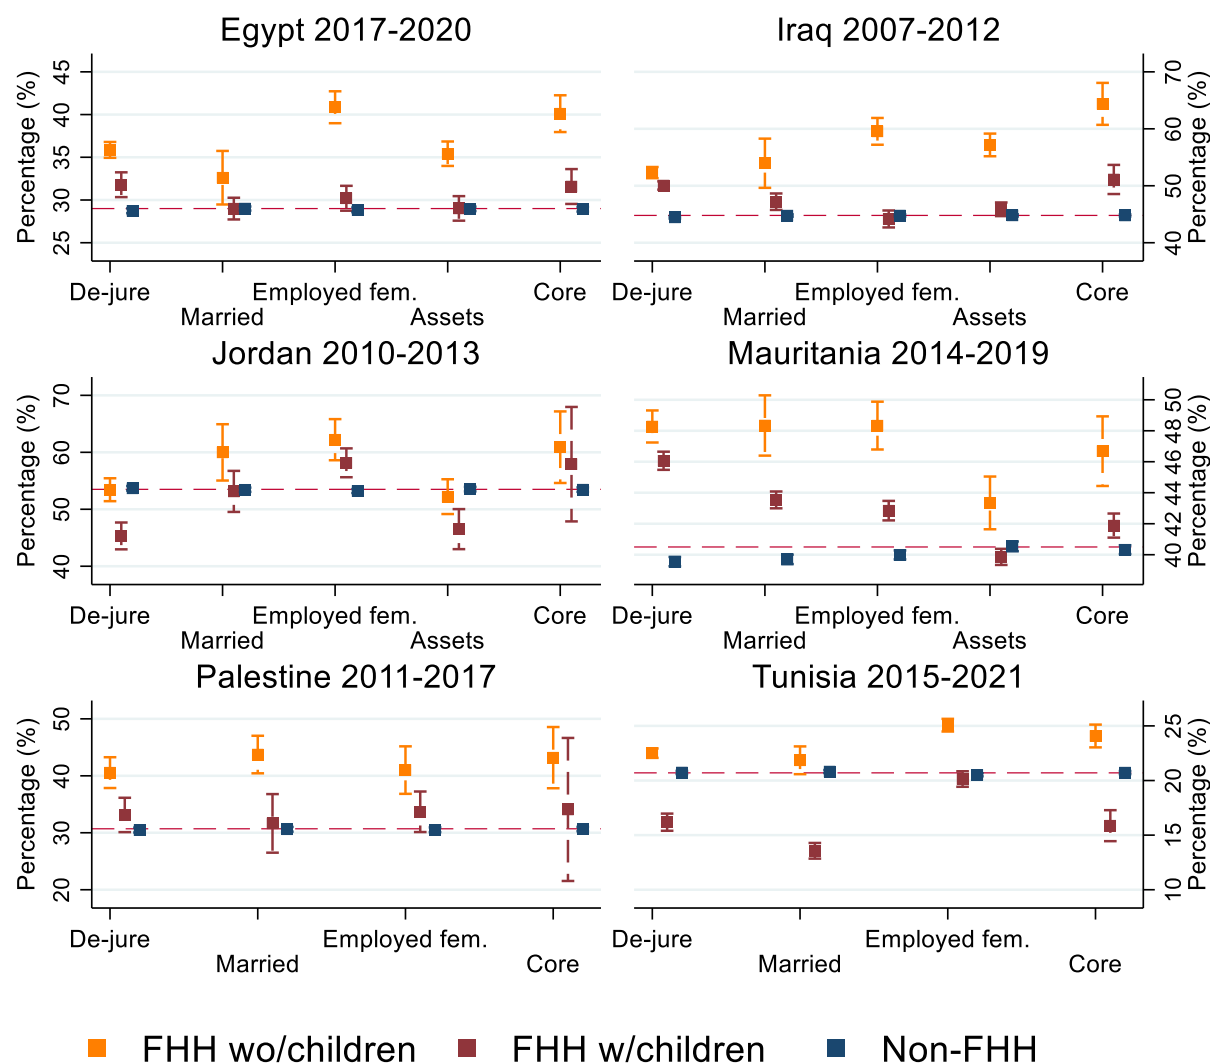 Egypt 2017-2020
Percentage (%)
45
40
35
30
25
De-jure
Married
Employed fem.
Assets
Core
Iraq 2007-2012
Percentage (%)
70
60
50
40
De-jure
Married
Employed fem.
Assets
Core
Jordan 2010-2013
Percentage (%)
70
60
50
40
De-jure
Married
Employed fem.
Assets
Core
Mauritania 2014-2019
Percentage (%)
50
48
46
44
42
40
De-jure
Married
Employed fem.
Assets
Core
Palestine 2011-2017
Percentage (%)
50
40
30
20
De-jure
Married
Employed fem.
Core
Tunisia 2015-2021
Percentage (%)
25
20
15
10
De-jure
Married
Employed fem.
Core
FHH wo/children
FHH w/children
Non-FHH